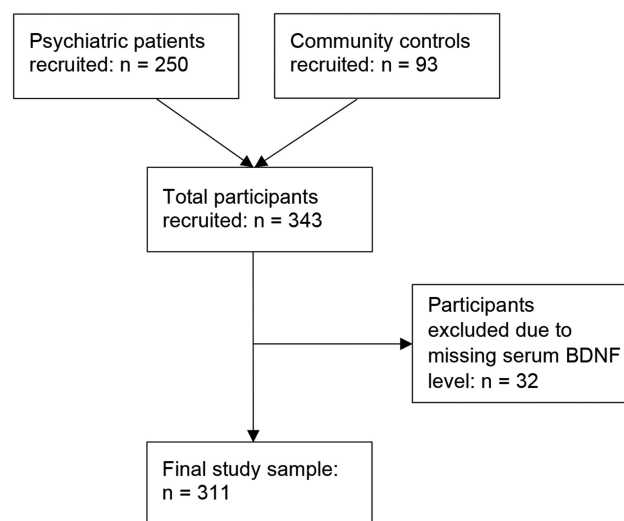 Psychiatric patients
recruited: n = 250
Community controls
recruited: n = 93
Total participants
recruited: n = 343
Participants
excluded due to
missing serum BDNF
level: n = 32
Final study sample:
n = 311